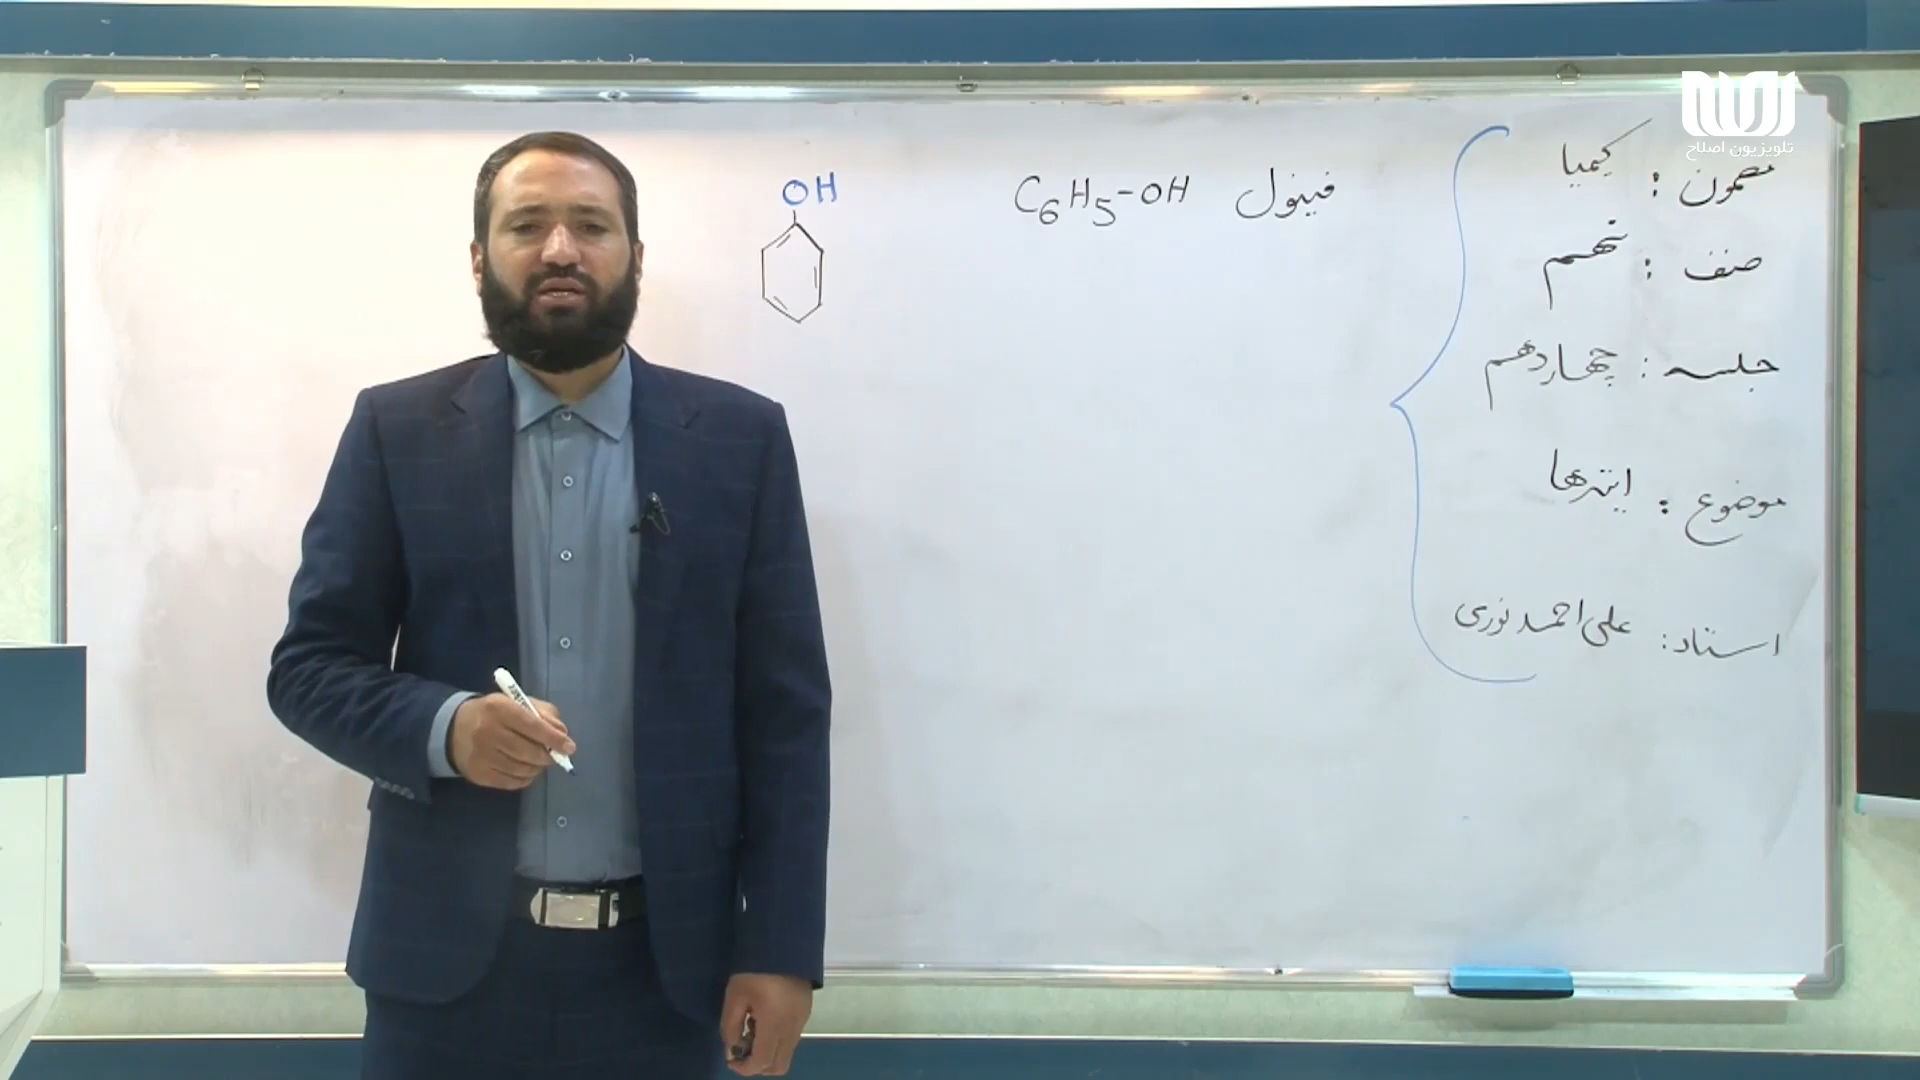 تلویزیون اصلاح
مضمون : کیمیا
صنف : نهم
جلسه : چهاردهم
موضوع : ایترها
استاد : علی احمد نوری
فینول C6H5-OH
OH